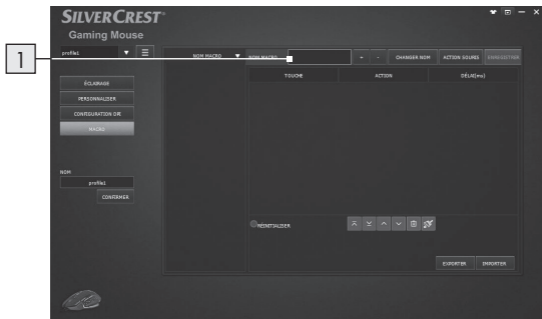 SILVERCREST®
Gaming Mouse
1
profile1
NOM MACRO
NOM MACRO
+
-
CHANGER NOM
ACTION SOURIS
ENREGISTRER
TOUCHE
ACTION
DÉLAI(ms)
ÉCLAIRAGE
PERSONNALISER
CONFIGURATION DPI
MACRO
NOM
profile1
CONFIRMER
RÉINITIALISER
EXPORTER
IMPORTER